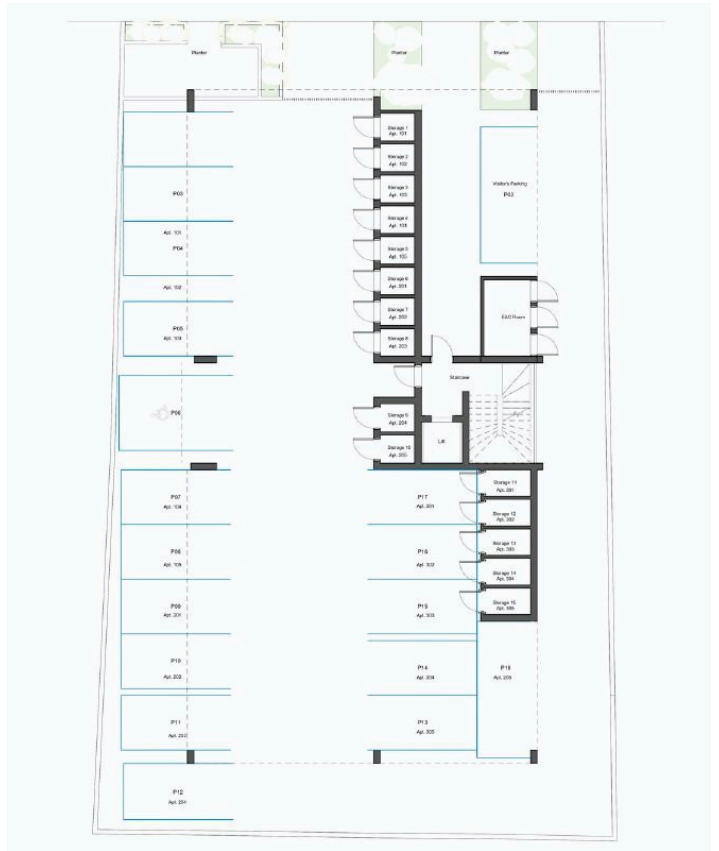 Planter
Planter
Planter
Storage 1
Apt. 101
Storage 2
Apt. 102
Storage 3
Apt. 103
Storage 4
Apt. 104
Storage 5
Apt. 105
Storage 6
Apt. 201
Storage 7
Apt. 202
Storage 8
Apt. 203
Visitor's Parking
P02
EAC Room
Staircase
Lift
Storage 9
Apt. 204
Storage 10
Apt. 205
P03
Apt. 101
P04
Apt. 102
P05
Apt. 103
P06
P07
Apt. 104
P08
Apt. 105
P09
Apt. 201
P10
Apt. 203
P11
Apt. 202
P12
Apt. 204
P17
Apt. 301
P16
Apt. 302
P15
Apt. 303
P14
Apt. 304
P13
Apt. 305
Storage 11
Apt. 301
Storage 12
Apt. 302
Storage 13
Apt. 303
Storage 14
Apt. 304
Storage 15
Apt. 305
P18
Apt. 205